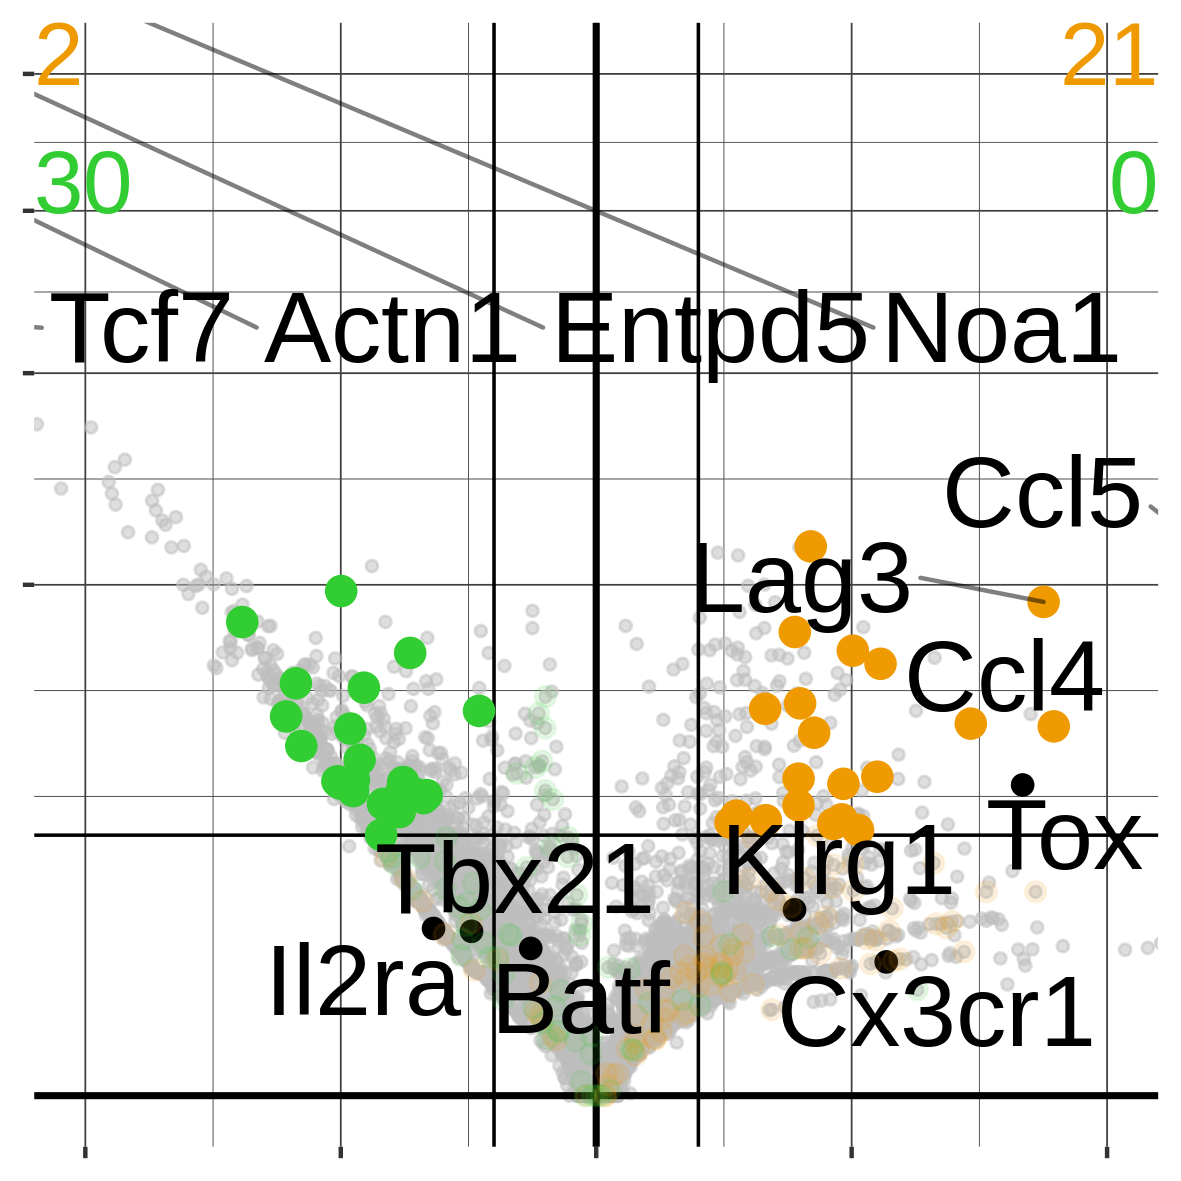 2 21
30 0
Tcf7 Actn1 Entpd5 Noa1
Ccl5
Lag3
Ccl4
Tox
Klrg1
Tbx21
Il2ra Batf
Cx3cr1